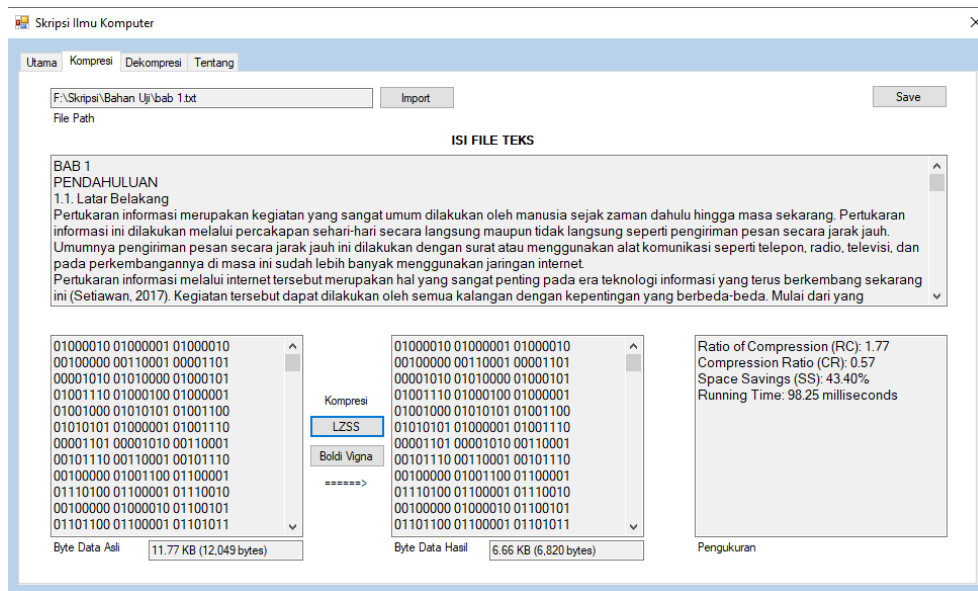 Skripsi Ilmu Komputer
Utama Kompresi Dekompresi Tentang
F:\Skripsi\Bahan Uji\bab 1.txt Import Save
File Path
ISI FILE TEKS
BAB 1
PENDAHULUAN
1.1. Latar Belakang
Pertukaran informasi merupakan kegiatan yang sangat umum dilakukan oleh manusia sejak zaman dahulu hingga masa sekarang. Pertukaran
informasi ini dilakukan melalui percakapan sehari-hari secara langsung maupun tidak langsung seperti pengiriman pesan secara jarak jauh.
Umumnya pengiriman pesan secara jarak jauh ini dilakukan dengan surat atau menggunakan alat komunikasi seperti telepon, radio, televisi, dan
pada perkembangannya di masa ini sudah lebih banyak menggunakan jaringan internet.
Pertukaran informasi melalui internet tersebut merupakan hal yang sangat penting pada era teknologi informasi yang terus berkembang sekarang
ini (Setiawan, 2017). Kegiatan tersebut dapat dilakukan oleh semua kalangan dengan kepentingan yang berbeda-beda. Mulai dari yang
01000010 01000001 01000010
00100000 00110001 00001101
00001010 01010000 01000101
01001110 01000100 01000001
01001000 01010101 01001100
01010101 01000001 01001110
00001101 00001010 00110001
00101110 00110001 00101110
00100000 01001100 01100001
01110100 01100001 01110010
00100000 01000010 01100101
01101100 01100001 01101011
Byte Data Asli 11.77 KB (12,049 bytes)
Kompresi
LZSS
Boldi Vigna
======>
01000010 01000001 01000010
00100000 00110001 00001101
00001010 01010000 01000101
01001110 01000100 01000001
01001000 01010101 01001100
01010101 01000001 01001110
00001101 00001010 00110001
00101110 00110001 00101110
00100000 01001100 01100001
01110100 01100001 01110010
00100000 01000010 01100101
01101100 01100001 01101011
Byte Data Hasil 6.66 KB (6,820 bytes)
Ratio of Compression (RC): 1.77
Compression Ratio (CR): 0.57
Space Savings (SS): 43.40%
Running Time: 98.25 milliseconds
Pengukuran